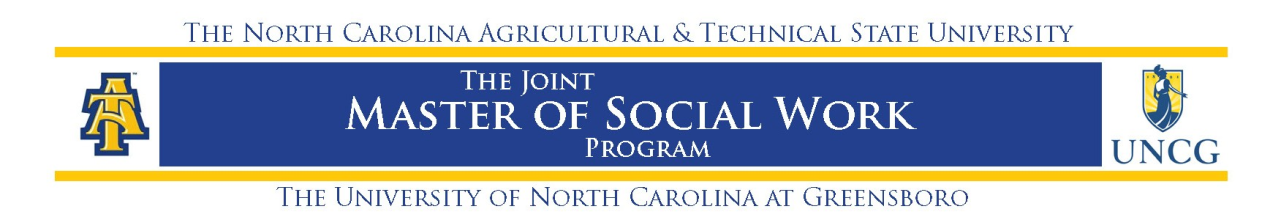 The North Carolina Agricultural & Technical State University
The Joint
Master of Social Work
Program
AT
UNCG
The University of North Carolina at Greensboro